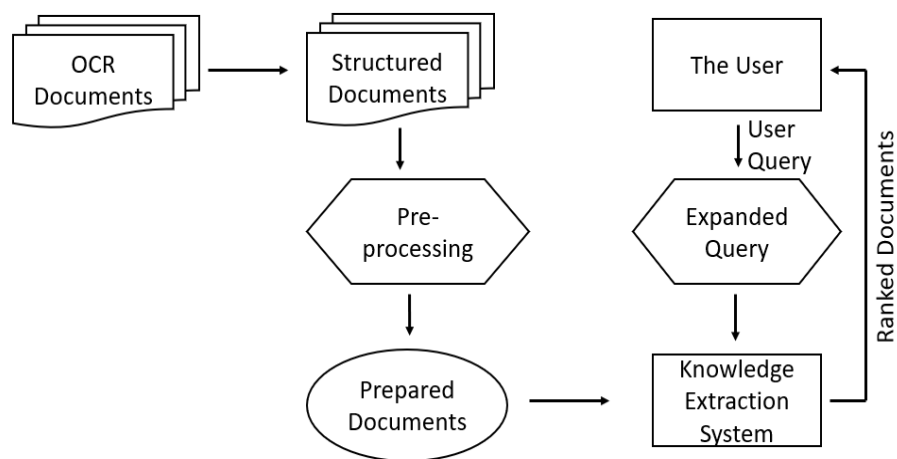 OCR
Documents
Structured
Documents
The User
User
Query
Pre-
processing
Expanded
Query
Ranked Documents
Prepared
Documents
Knowledge
Extraction
System